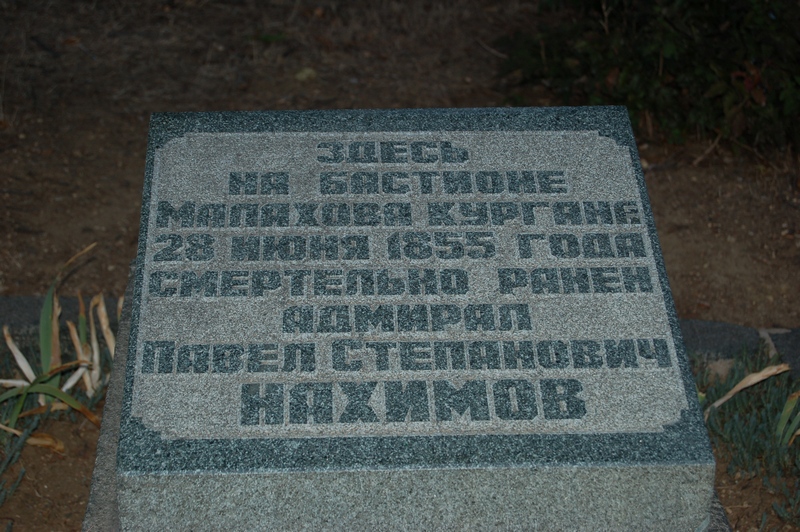 ЗДЕСЬ
НА БАСТИОНЕ
МАЛАХОВА КУРГАНЕ
28 ИЮНЯ 1855 ГОДА
СМЕРТЕЛЬНО РАНЕН
АДМИРАЛ
ПАВЕЛ СТЕПАНОВИЧ
НАХИМОВ